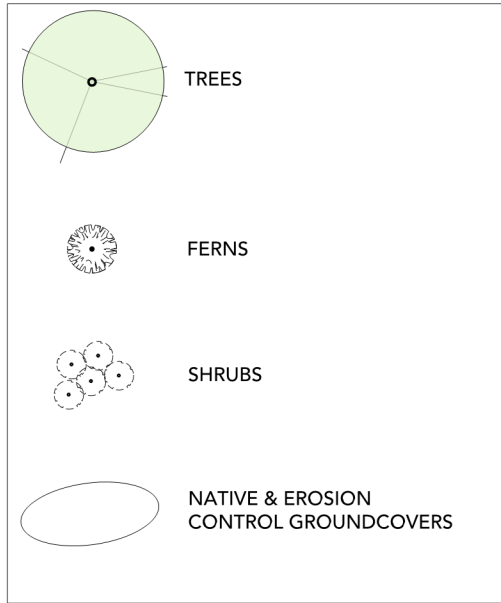 TREES
FERNS
SHRUBS
NATIVE & EROSION
CONTROL GROUNDCOVERS